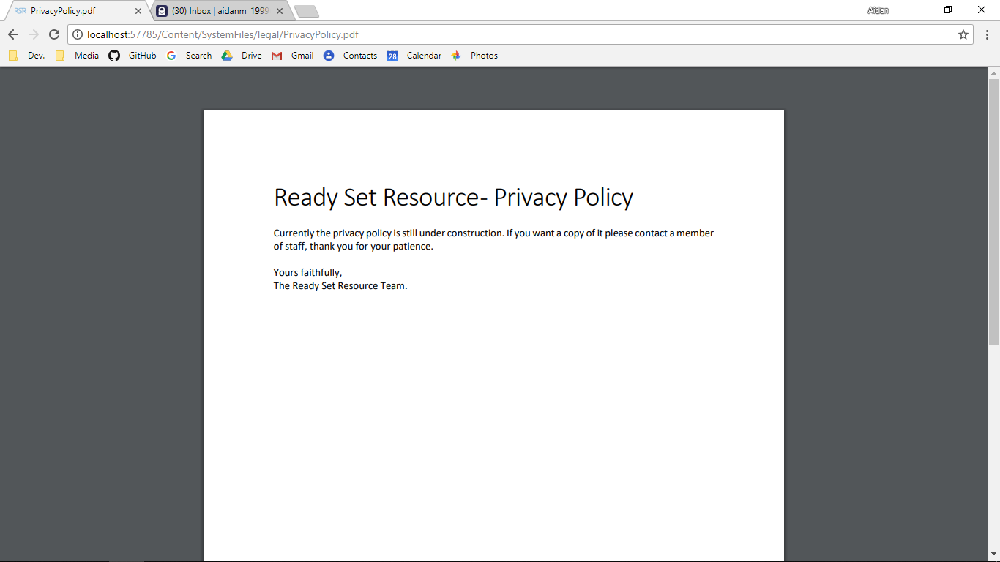 RSR PrivacyPolicy.pdf
(30) Inbox | aidanm_1999
Aidan
localhost:57785/Content/SystemFiles/legal/PrivacyPolicy.pdf
Dev. Media GitHub Search Drive Gmail Contacts 28 Calendar Photos
Ready Set Resource- Privacy Policy
Currently the privacy policy is still under construction. If you want a copy of it please contact a member
of staff, thank you for your patience.
Yours faithfully,
The Ready Set Resource Team.